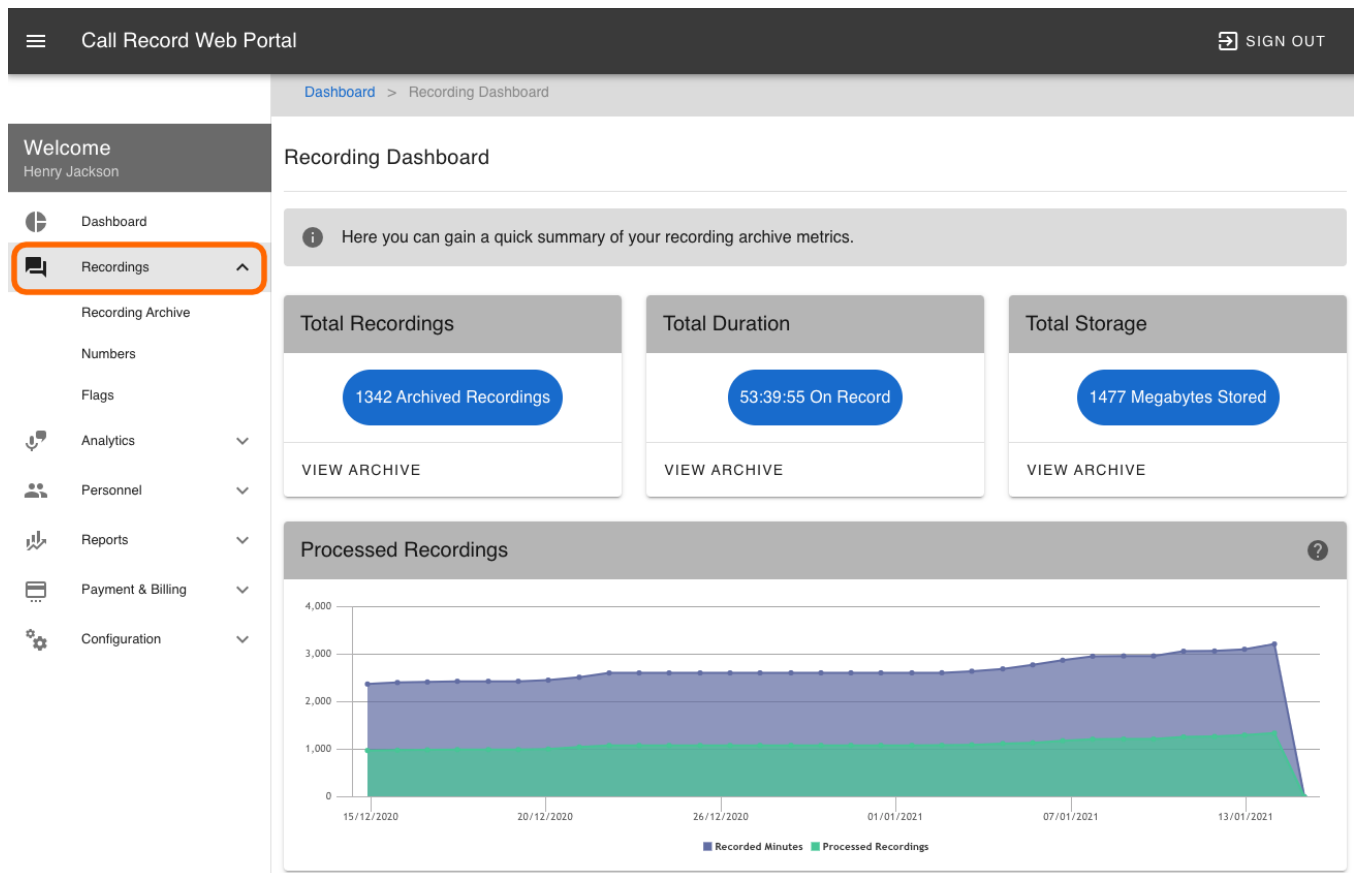 Call Record Web Portal
SIGN OUT
Dashboard > Recording Dashboard
Welcome
Henry Jackson
Dashboard
Recordings
Recording Archive
Numbers
Flags
Analytics
Personnel
Reports
Payment & Billing
Configuration
Recording Dashboard
Here you can gain a quick summary of your recording archive metrics.
Total Recordings
1342 Archived Recordings
VIEW ARCHIVE
Total Duration
53:39:55 On Record
VIEW ARCHIVE
Total Storage
1477 Megabytes Stored
VIEW ARCHIVE
Processed Recordings
4,000
3,000
2,000
1,000
0
15/12/2020 20/12/2020 26/12/2020 01/01/2021 07/01/2021 13/01/2021
Recorded Minutes Processed Recordings